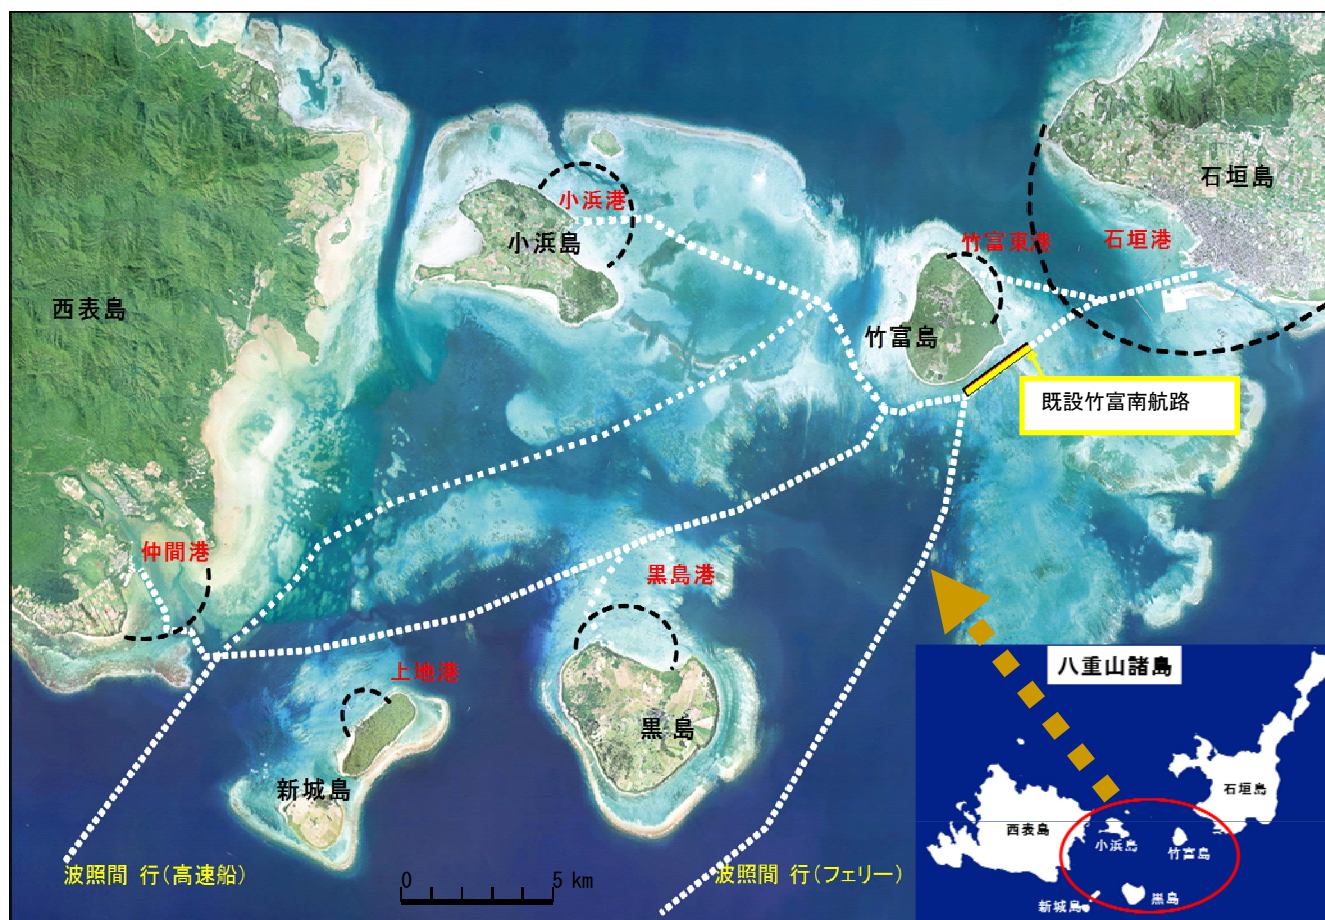 石垣島
小浜港
小浜島
竹富東港
石垣港
西表島
竹富島
既設竹富南航路
仲間港
黒島港
上地港
黒 島
新城島
波照間 行(高速船)
0 5 km
波照間 行(フェリー)
八重山諸島
石垣島
西表島
小浜島
竹富島
黒島
新城島